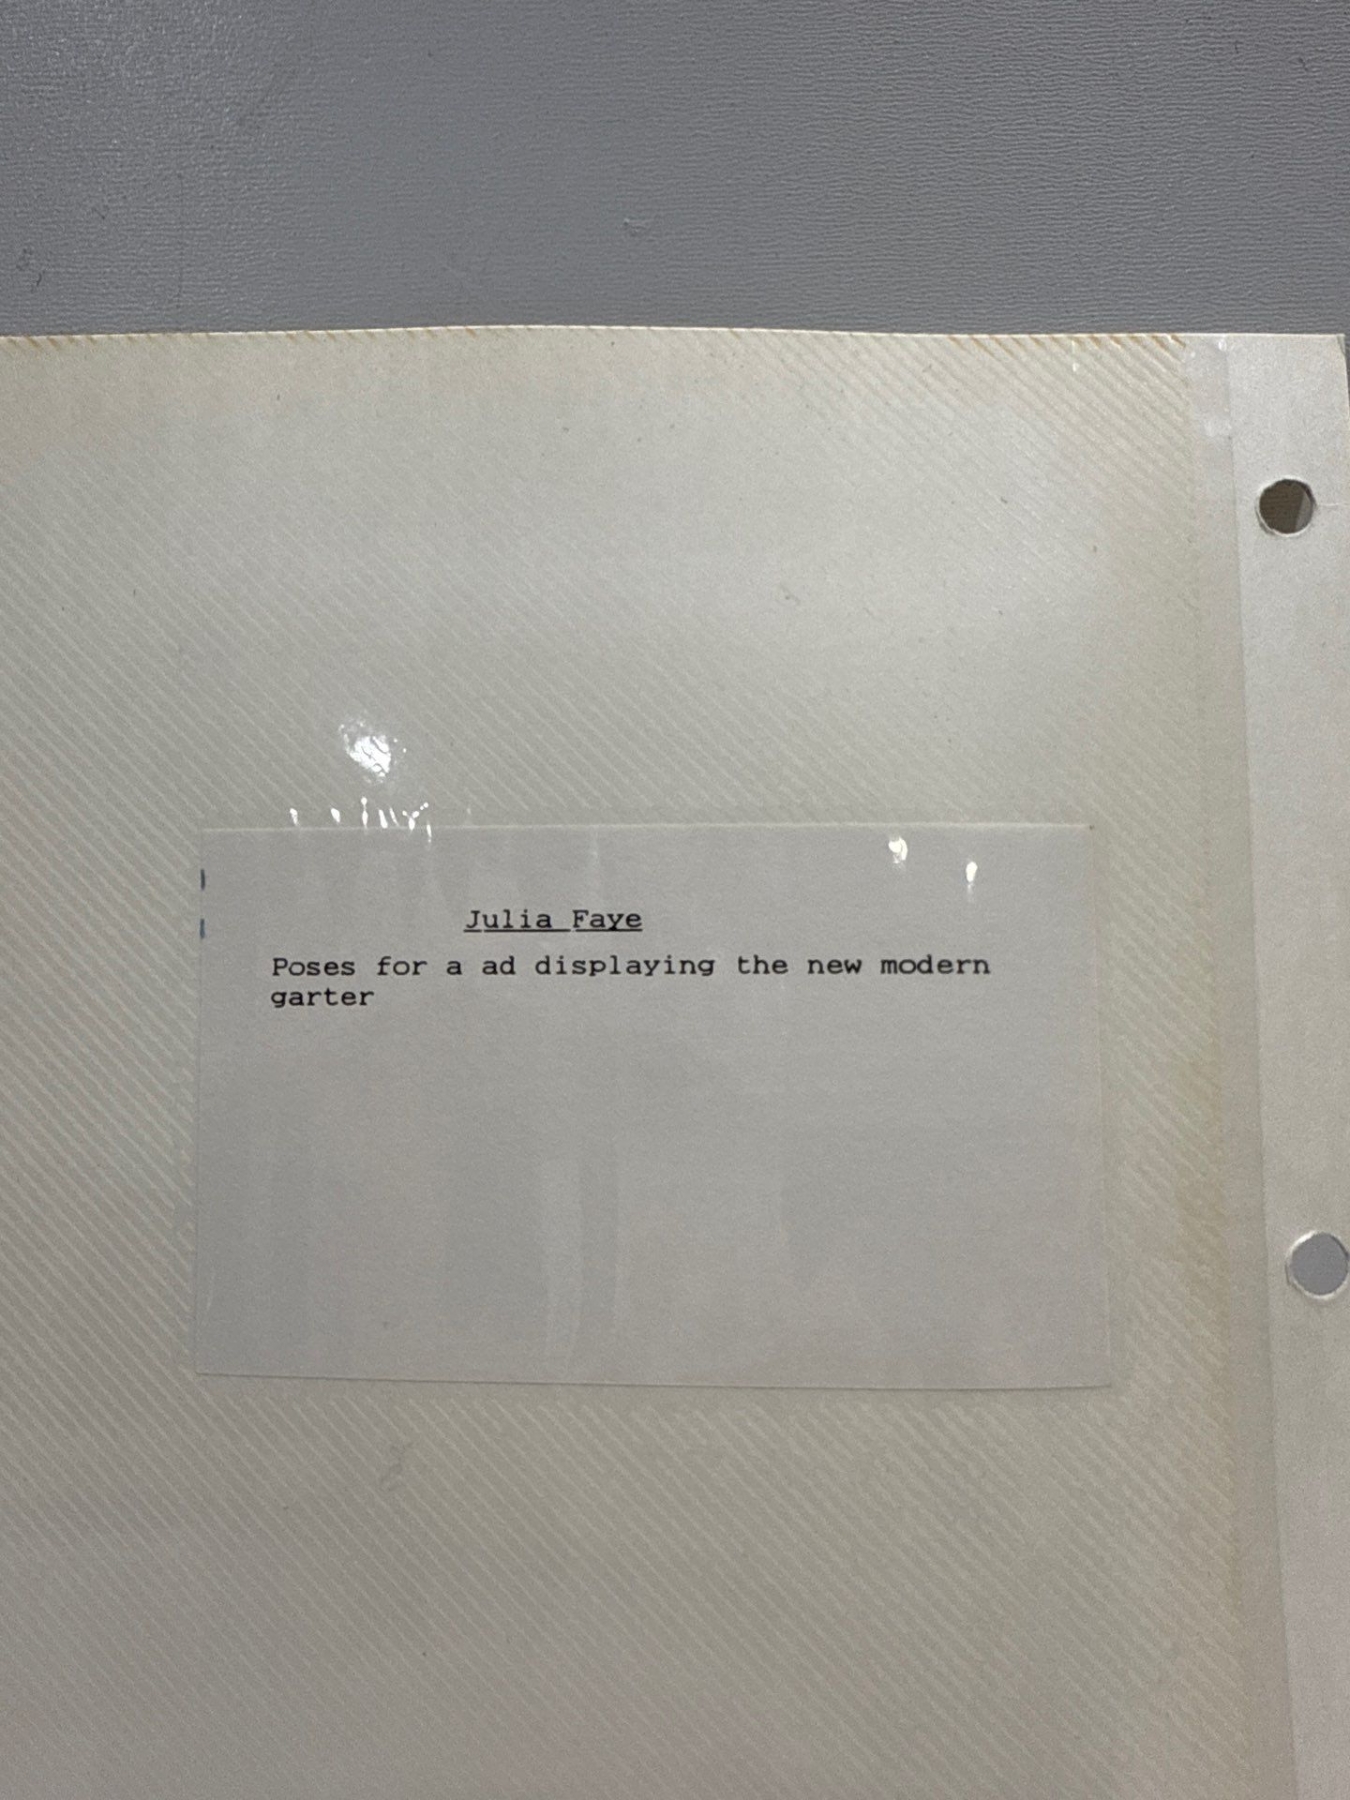 Julia Faye
Poses for a ad displaying the new modern
garter